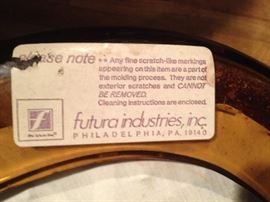 please note ** Any fine scratch-like markings
appearing on this item are a part of
the molding process. They are not
exterior scratches and CANNOT
BE REMOVED.
Cleaning instructions are enclosed.
f
futura industries, inc.
PHILADELPHIA, PA. 19140